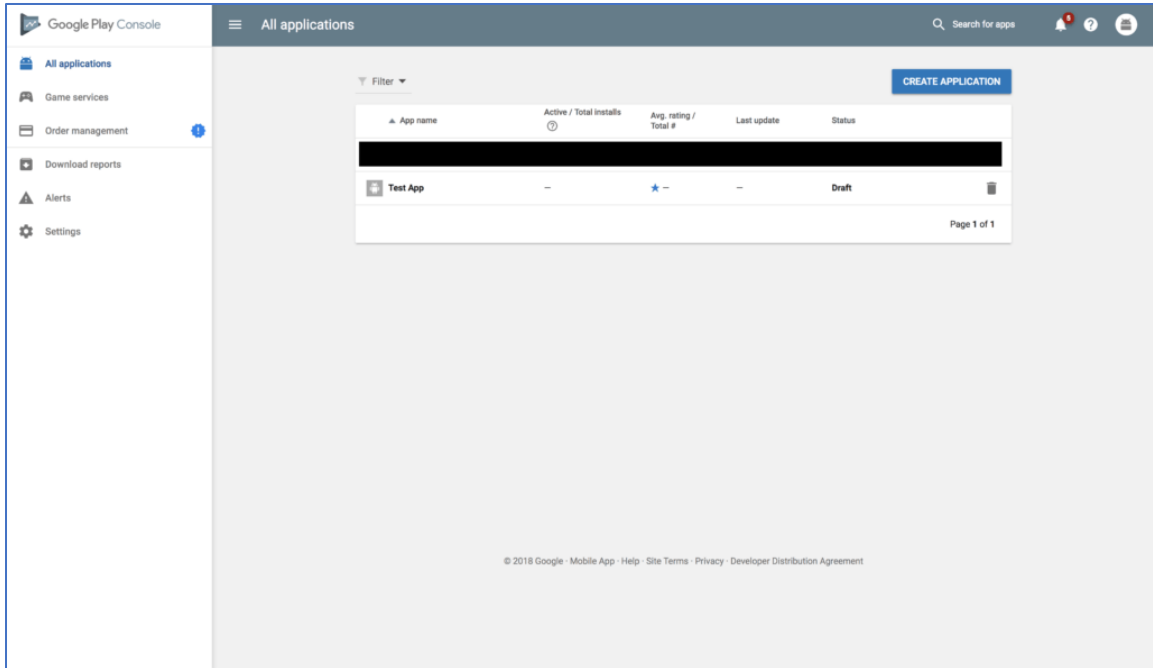 Google Play Console
All applications
Search for apps
5
?
All applications
Game services
Order management
!
Download reports
Alerts
Settings
Filter
CREATE APPLICATION
App name
Active / Total installs
?
Avg. rating /
Total #
Last update
Status
Test App
–
–
–
Draft
Page 1 of 1
© 2018 Google · Mobile App · Help · Site Terms · Privacy · Developer Distribution Agreement